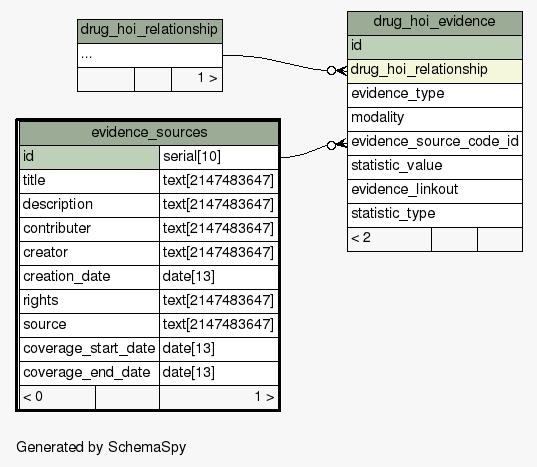 drug_hoi_relationship
...
1 >
drug_hoi_evidence
id
drug_hoi_relationship
evidence_type
modality
evidence_source_code_id
statistic_value
evidence_linkout
statistic_type
< 2
evidence_sources
id serial[10]
title text[2147483647]
description text[2147483647]
contributer text[2147483647]
creator text[2147483647]
creation_date date[13]
rights text[2147483647]
source text[2147483647]
coverage_start_date date[13]
coverage_end_date date[13]
< 0 1 >
Generated by SchemaSpy